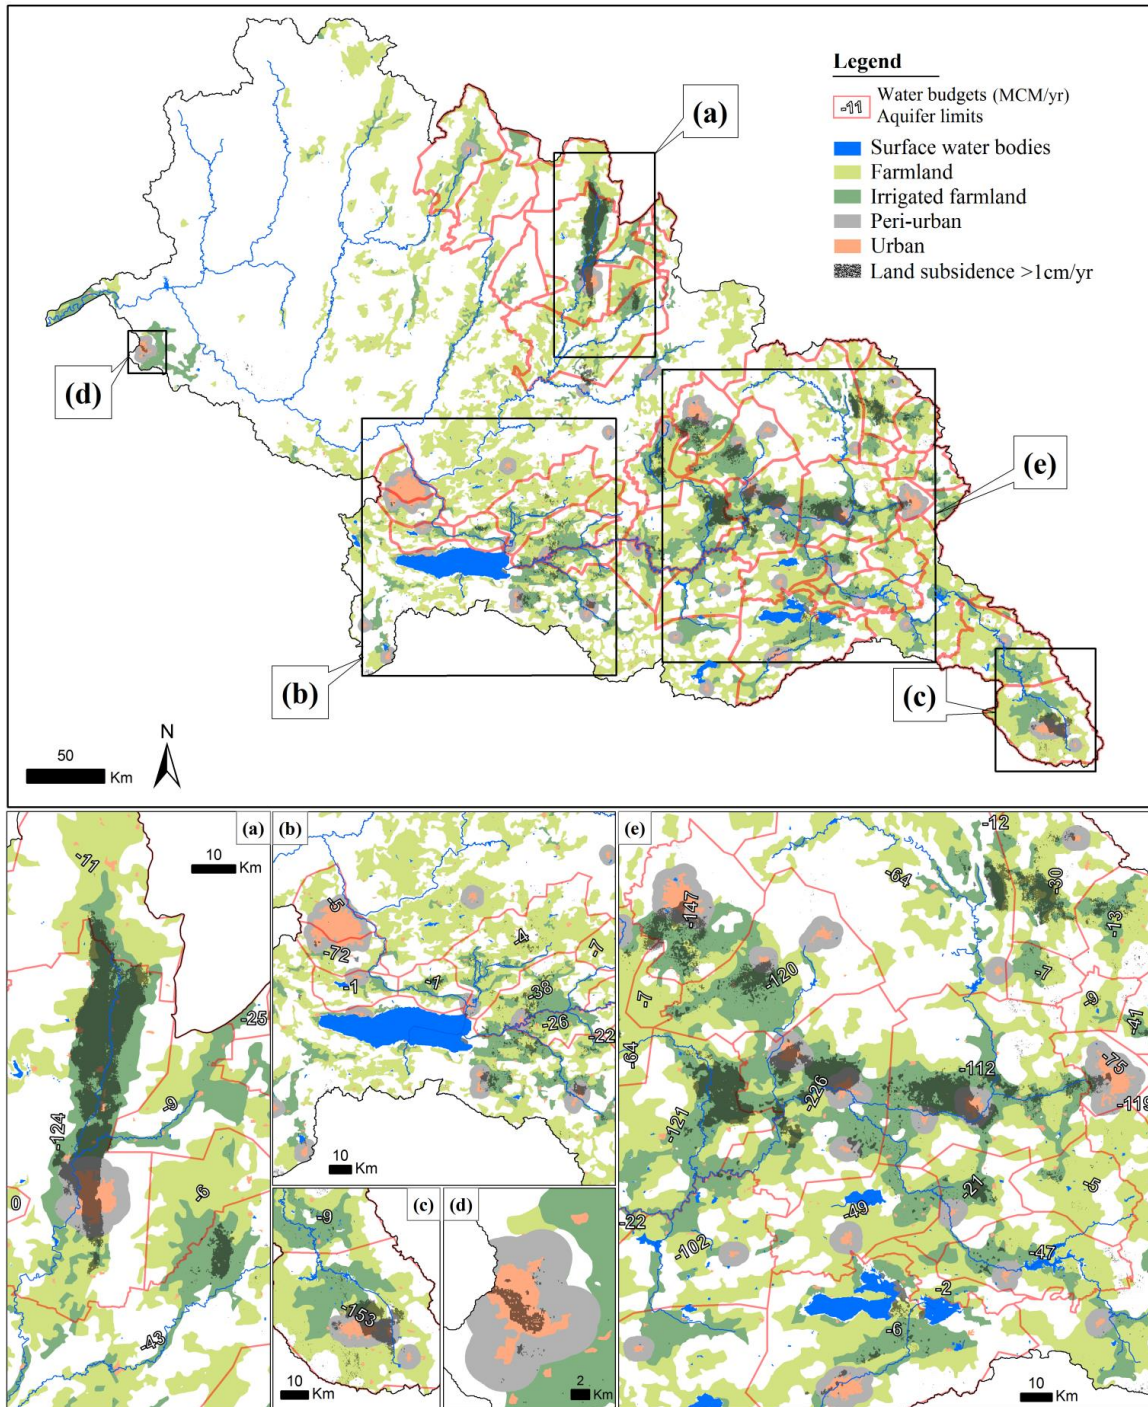 Legend
-11 Water budgets (MCM/yr)
Aquifer limits
Surface water bodies
Farmland
Irrigated farmland
Peri-urban
Urban
Land subsidence >1cm/yr
(a)
(d)
(e)
(b)
(c)
N
50
Km
(a)
-11
10
Km
-25
-124
-9
-6
0
-43
(b)
-5
-72
-4
-7
-1
-1
-38
-26
-22
10
Km
(c)
-9
-153
10
Km
(d)
2
Km
(e)
-12
-64
-30
-147
-13
-120
-7
-7
-9
-41
-64
-112
-75
-226
-119
-121
-21
-5
-22
-49
-102
-47
-2
-6
10
Km